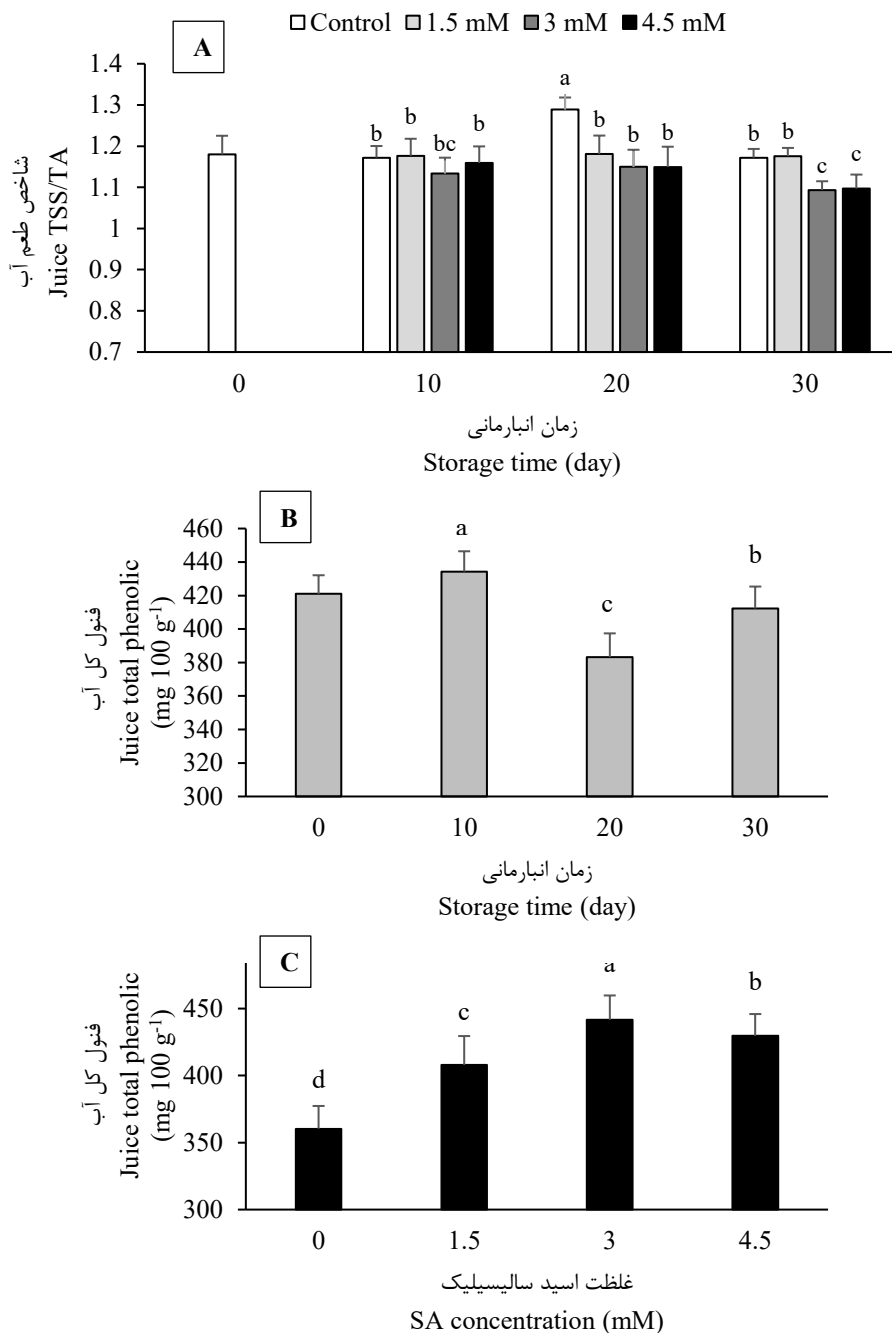 A
Control 1.5 mM 3 mM 4.5 mM
1.4
1.3
1.2
1.1
1
0.9
0.8
0.7
شاخص طعم آب
Juice TSS/TA
b b bc b
a b b b
b b c c
0 10 20 30
زمان انبارمانی
Storage time (day)
B
460
440
420
400
380
360
340
320
300
فنول کل آب
Juice total phenolic
(mg 100 g⁻¹)
a c b
0 10 20 30
زمان انبارمانی
Storage time (day)
C
450
400
350
300
فنول کل آب
Juice total phenolic
(mg 100 g⁻¹)
d c a b
0 1.5 3 4.5
غلظت اسید سالیسیلیک
SA concentration (mM)